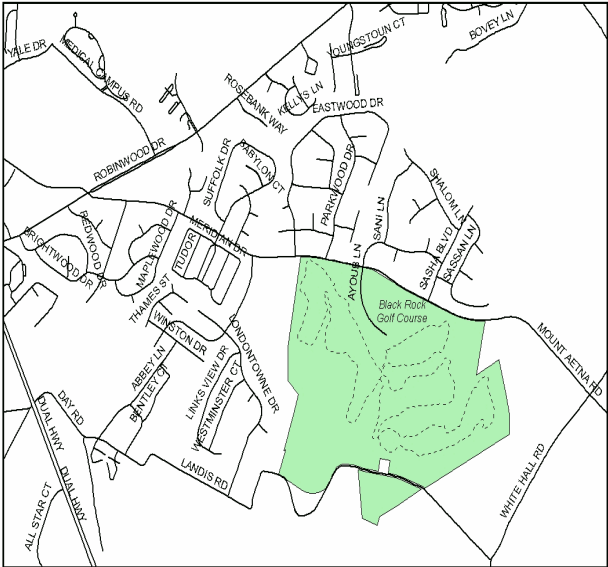 YALE DR
MEDICAL CAMPUS RD
YOUNGSTOUN CT
BOVEY LN
ROSEBANK WAY
KELLYS LN
EASTWOOD DR
ROBINWOOD DR
SUFFOLK DR
BABYLON CT
PARKWOOD DR
SANI LN
SHALOM LN
REDWOOD DR
BRIGHTWOOD DR
MAPLEWOOD DR
MERIDIAN DR
TUDOR
AYOUB LN
SASHA BLVD
SASSAN LN
THAMES ST
Black Rock
Golf Course
WINSTON DR
LONDONTOWNE DR
MOUNT AETNA RD
ABBEY LN
BENTLEY CT
LINKS VIEW DR
WESTMINSTER CT
DAY RD
DUAL HWY
DUAL HWY
LANDIS RD
WHITE HALL RD
ALL STAR CT